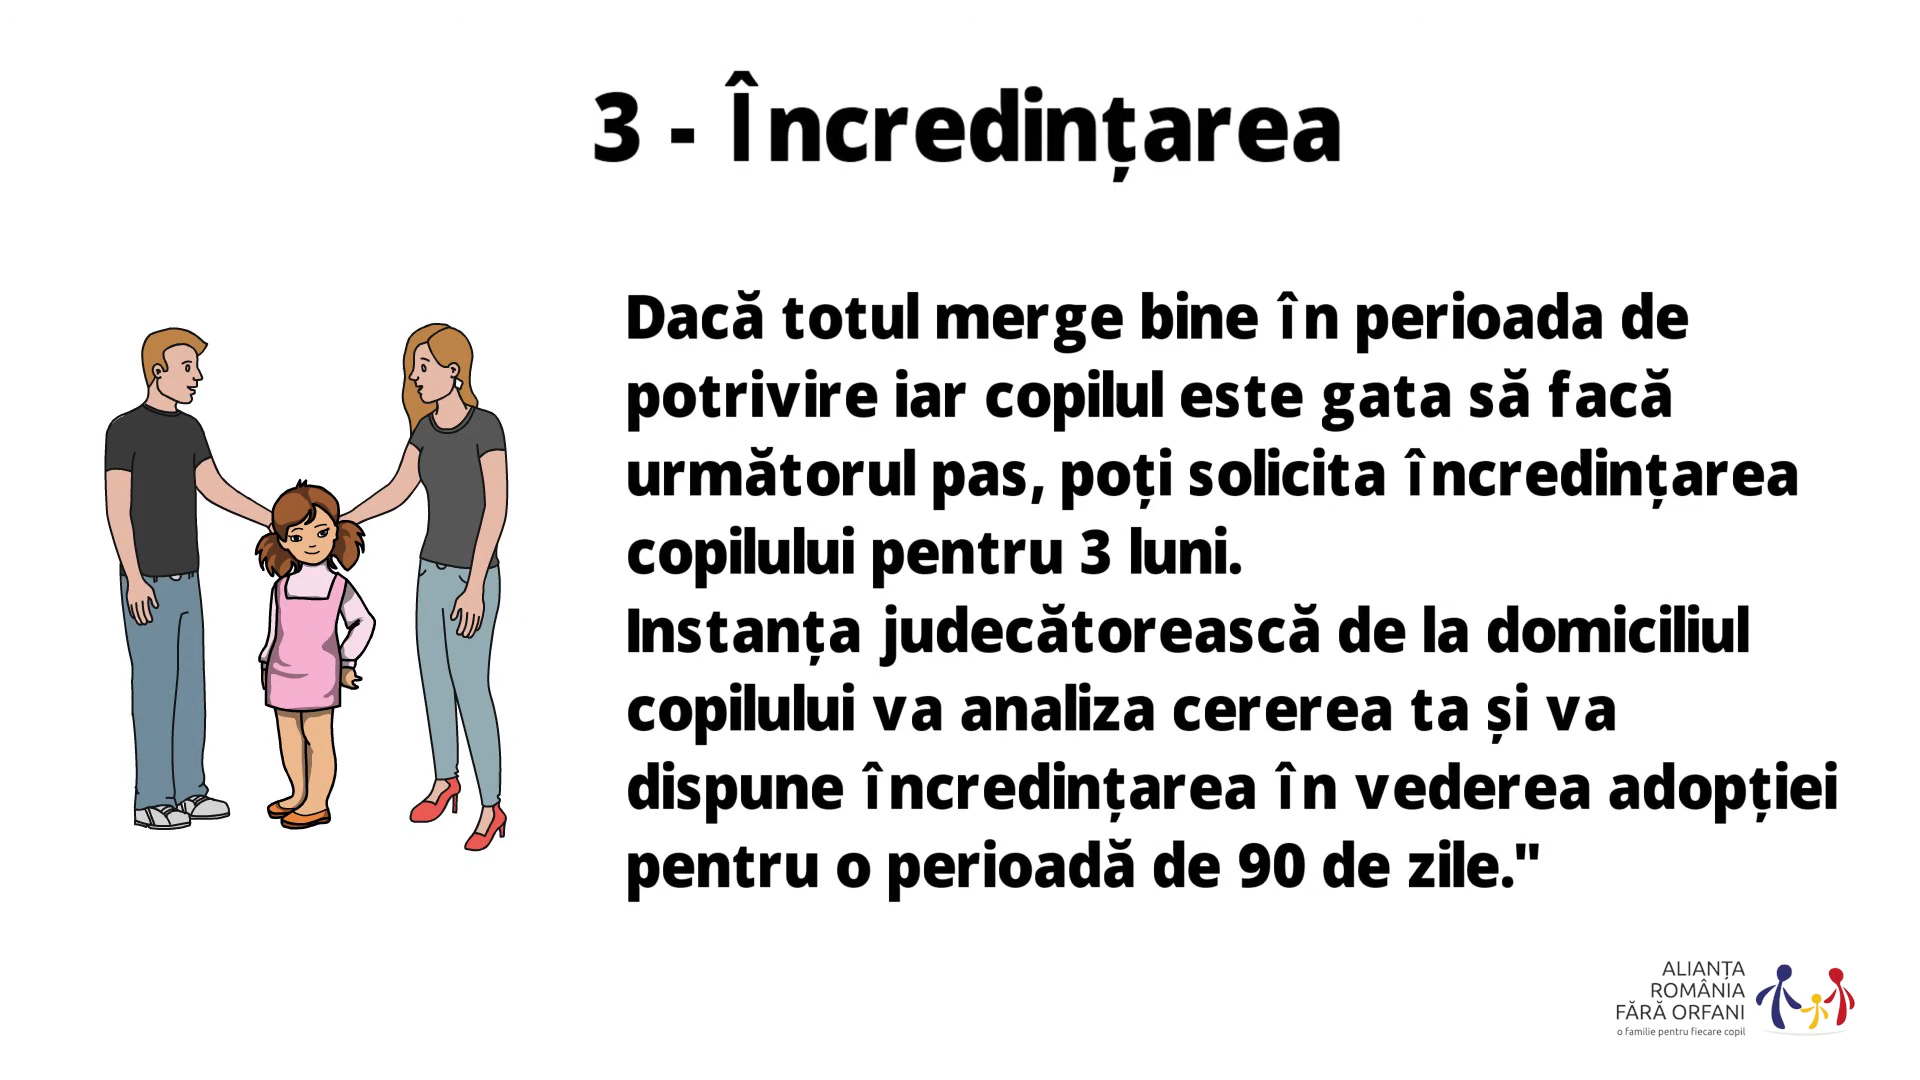 3 - Încredințarea
Dacă totul merge bine în perioada de
potrivire iar copilul este gata să facă
următorul pas, poți solicita încredințarea
copilului pentru 3 luni.
Instanța judecătorească de la domiciliul
copilului va analiza cererea ta și va
dispune încredințarea în vederea adopției
pentru o perioadă de 90 de zile."
ALIANȚA
ROMÂNIA
FĂRĂ ORFANI
o familie pentru fiecare copil